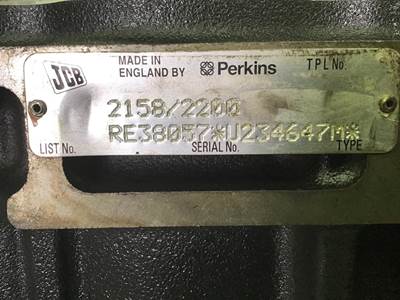 JCB
MADE IN
ENGLAND BY Perkins TPL No.
2158/2200
RE38057*U234647M*
LIST No. SERIAL No. TYPE